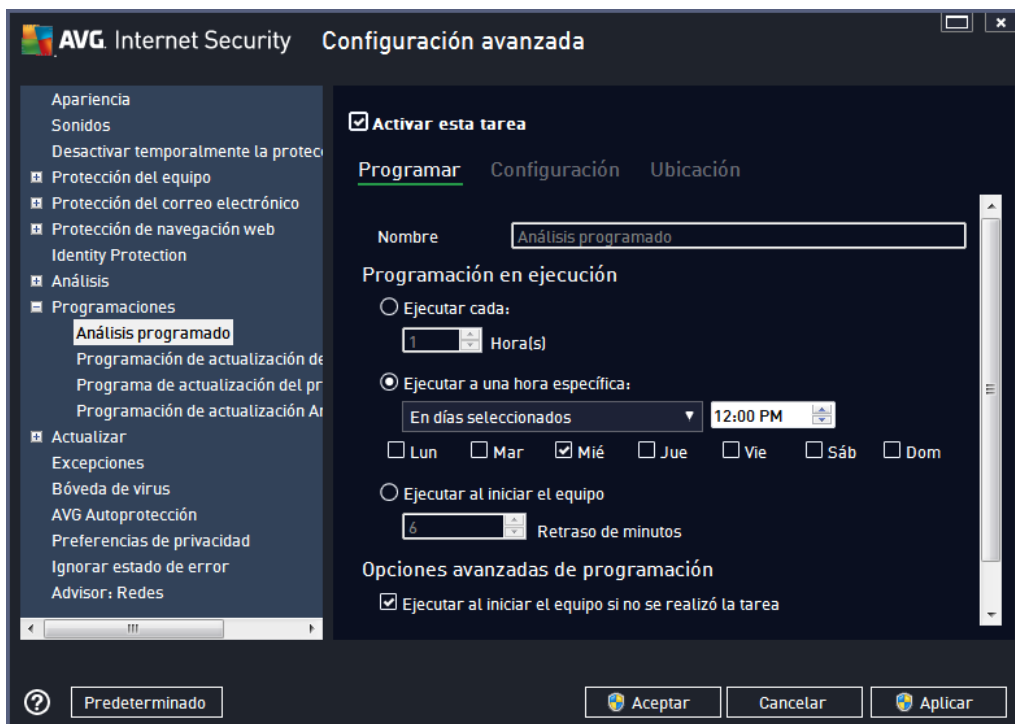 AVG. Internet Security Configuración avanzada
Apariencia
Sonidos
Desactivar temporalmente la protec
Protección del equipo
Protección del correo electrónico
Protección de navegación web
Identity Protection
Análisis
Programaciones
Análisis programado
Programación de actualización de
Programa de actualización del pr
Programación de actualización An
Actualizar
Excepciones
Bóveda de virus
AVG Autoprotección
Preferencias de privacidad
Ignorar estado de error
Advisor: Redes
Activar esta tarea
Programar Configuración Ubicación
Nombre Análisis programado
Programación en ejecución
Ejecutar cada:
1 Hora(s)
Ejecutar a una hora específica:
En días seleccionados 12:00 PM
Lun Mar Mié Jue Vie Sáb Dom
Ejecutar al iniciar el equipo
6 Retraso de minutos
Opciones avanzadas de programación
Ejecutar al iniciar el equipo si no se realizó la tarea
? Predeterminado Aceptar Cancelar Aplicar